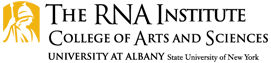 THE RNA INSTITUTE
COLLEGE OF ARTS AND SCIENCES
UNIVERSITY AT ALBANY State University of New York